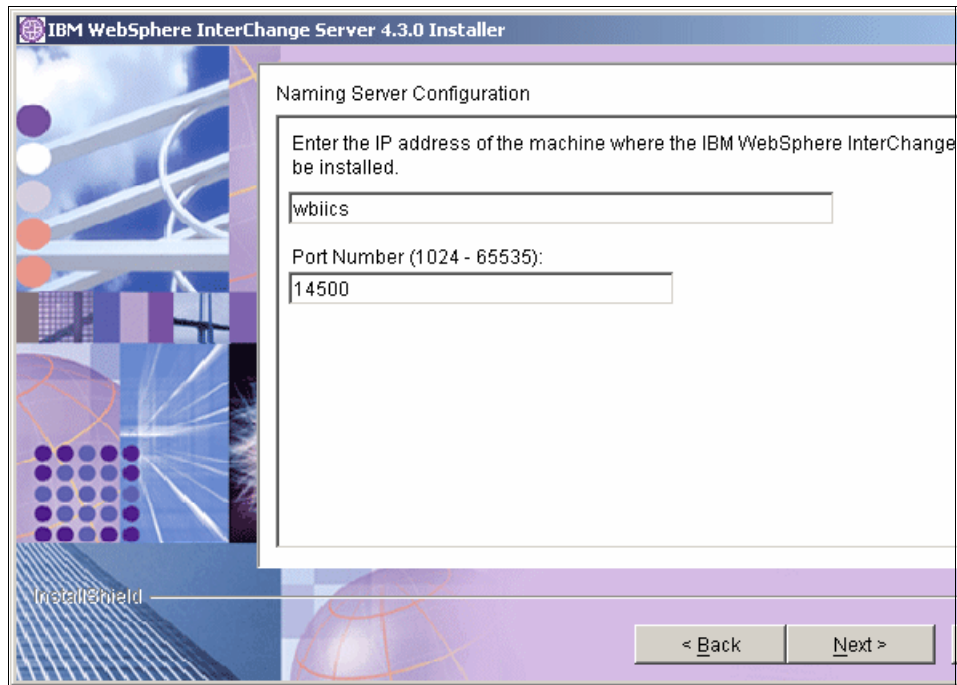 IBM WebSphere InterChange Server 4.3.0 Installer
Naming Server Configuration
Enter the IP address of the machine where the IBM WebSphere InterChange
be installed.
wbiics
Port Number (1024 - 65535):
14500
InstallShield
< Back Next >